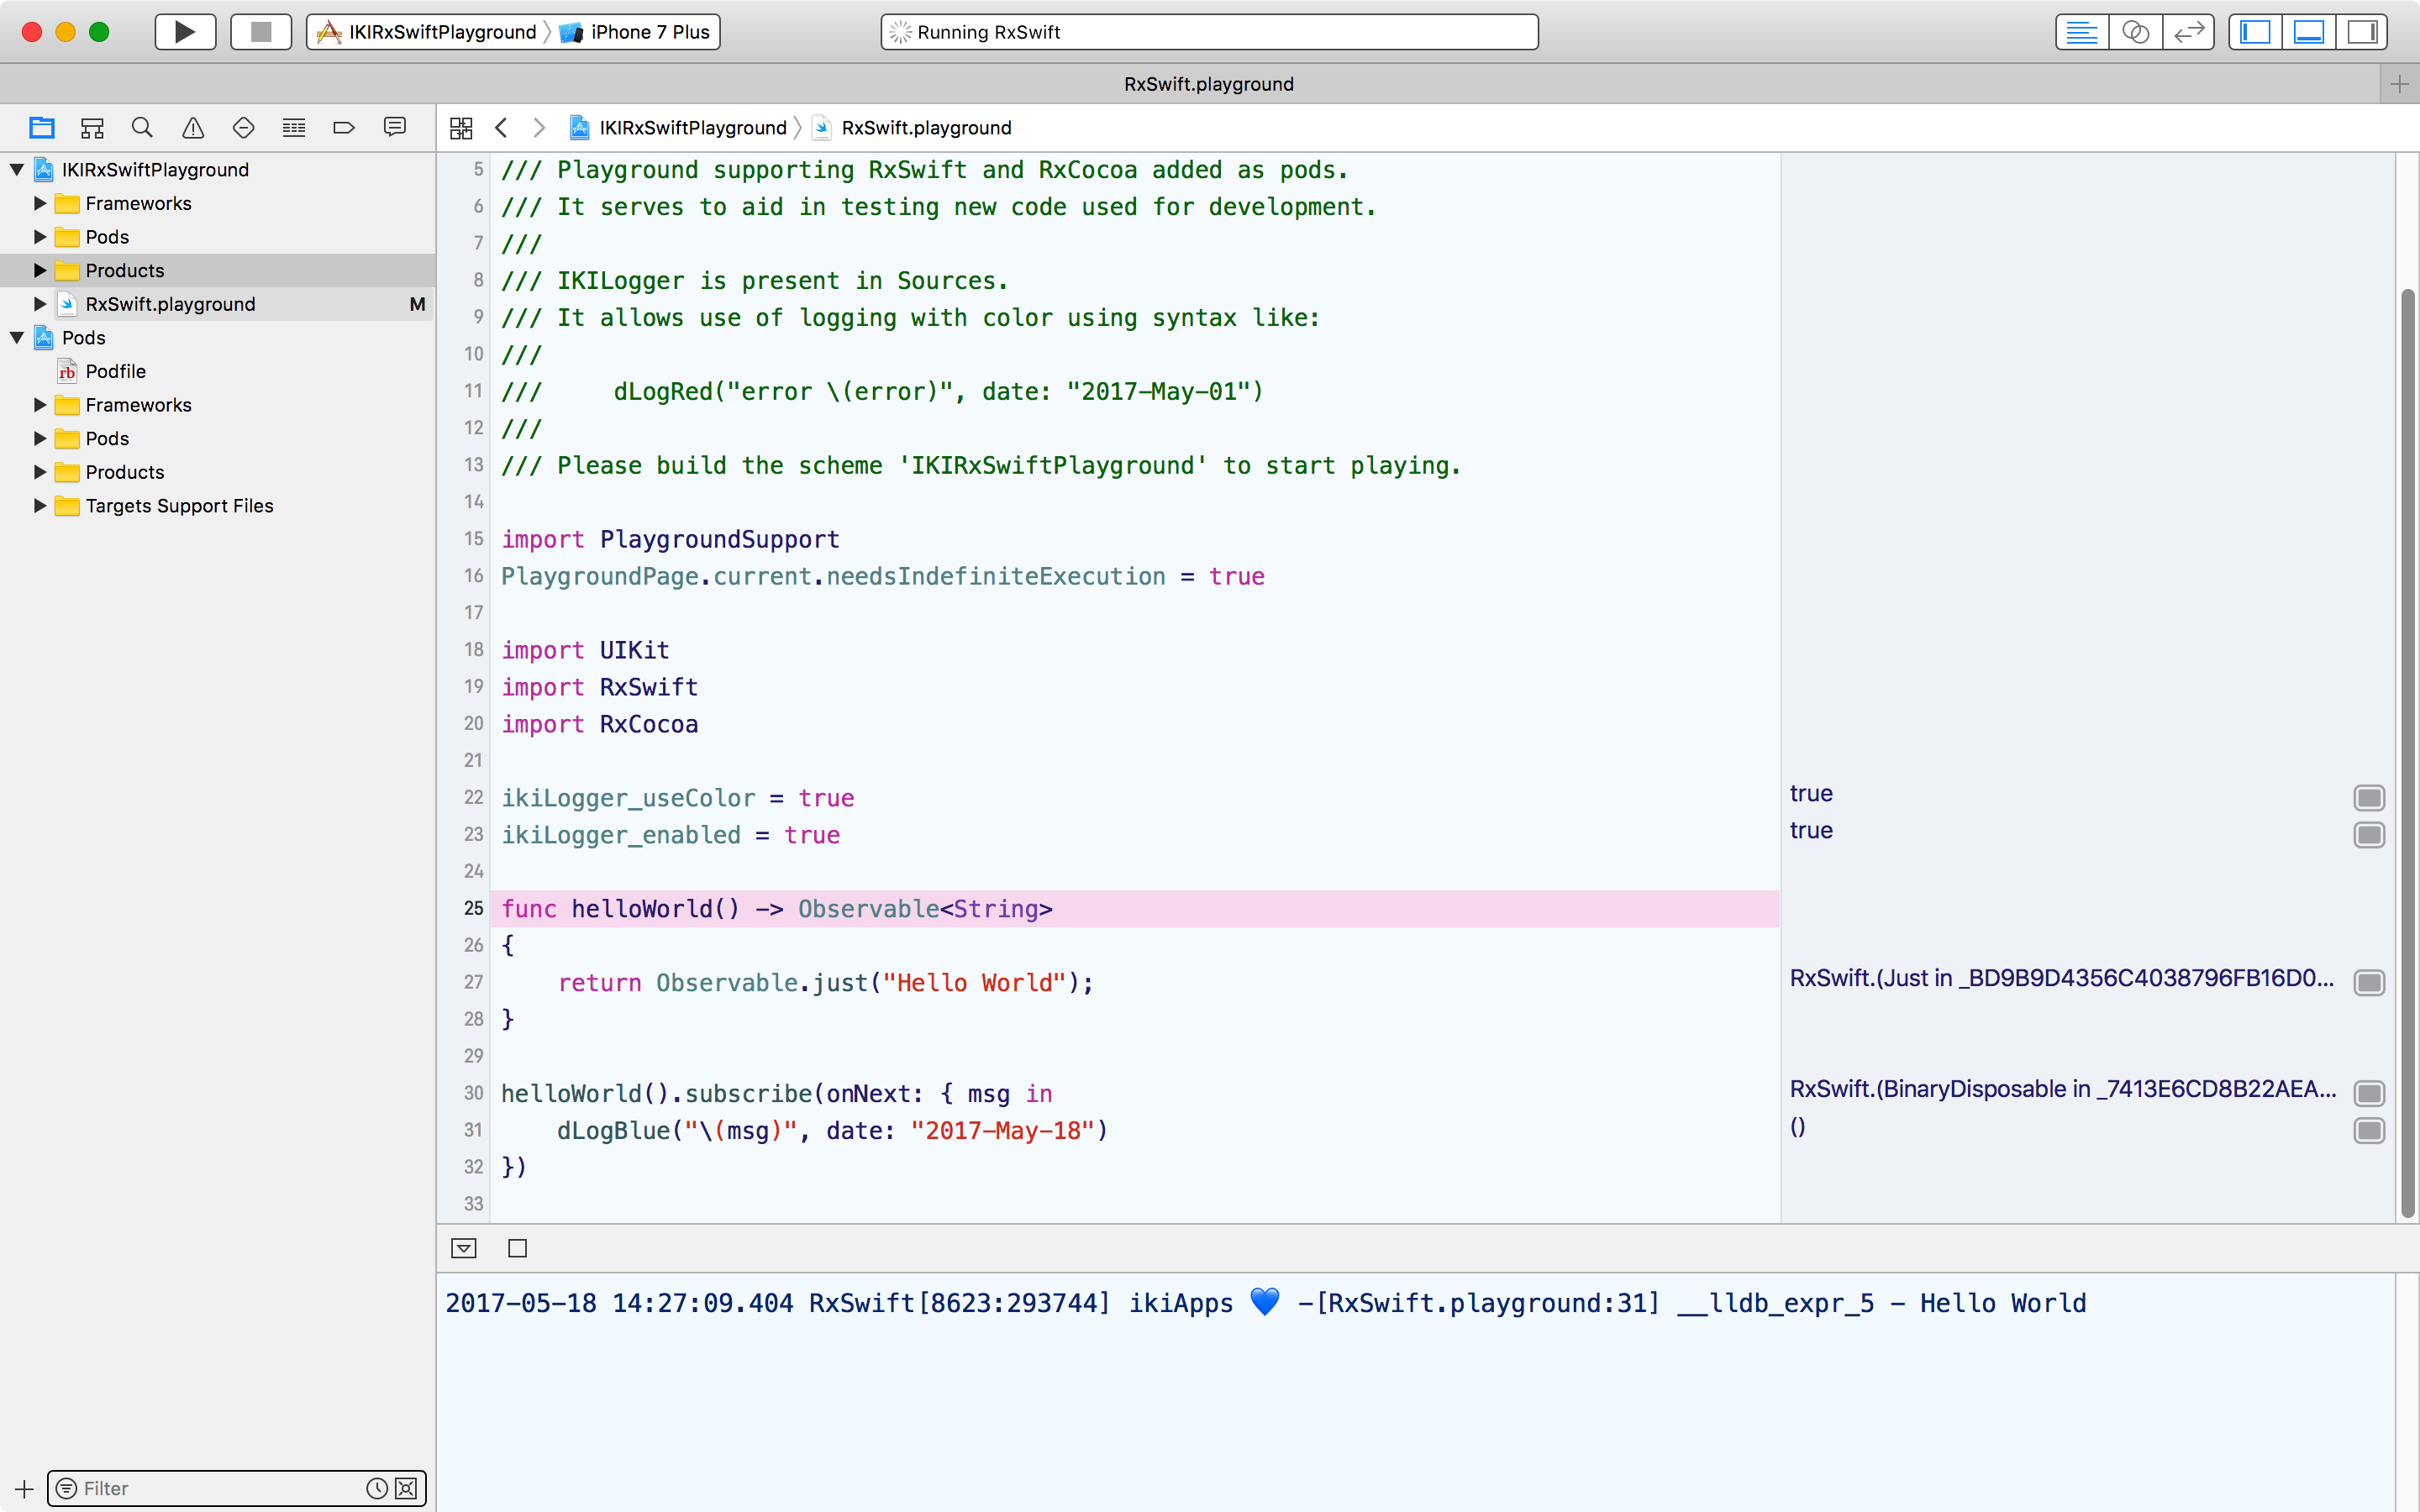 IKIRxSwiftPlayground iPhone 7 Plus
Running RxSwift
RxSwift.playground
IKIRxSwiftPlayground RxSwift.playground
IKIRxSwiftPlayground
Frameworks
Pods
Products
RxSwift.playground M
Pods
rb Podfile
Frameworks
Pods
Products
Targets Support Files
Filter
5 /// Playground supporting RxSwift and RxCocoa added as pods.
6 /// It serves to aid in testing new code used for development.
7 ///
8 /// IKILogger is present in Sources.
9 /// It allows use of logging with color using syntax like:
10 ///
11 ///     dLogRed("error \(error)", date: "2017-May-01")
12 ///
13 /// Please build the scheme 'IKIRxSwiftPlayground' to start playing.
14
15 import PlaygroundSupport
16 PlaygroundPage.current.needsIndefiniteExecution = true
17
18 import UIKit
19 import RxSwift
20 import RxCocoa
21
22 ikiLogger_useColor = true
23 ikiLogger_enabled = true
24
25 func helloWorld() -> Observable<String>
26 {
27     return Observable.just("Hello World");
28 }
29
30 helloWorld().subscribe(onNext: { msg in
31     dLogBlue("\(msg)", date: "2017-May-18")
32 })
33
true
true
RxSwift.(Just in _BD9B9D4356C4038796FB16D0...
RxSwift.(BinaryDisposable in _7413E6CD8B22AEA...
()
2017-05-18 14:27:09.404 RxSwift[8623:293744] ikiApps 💙 -[RxSwift.playground:31] __lldb_expr_5 - Hello World